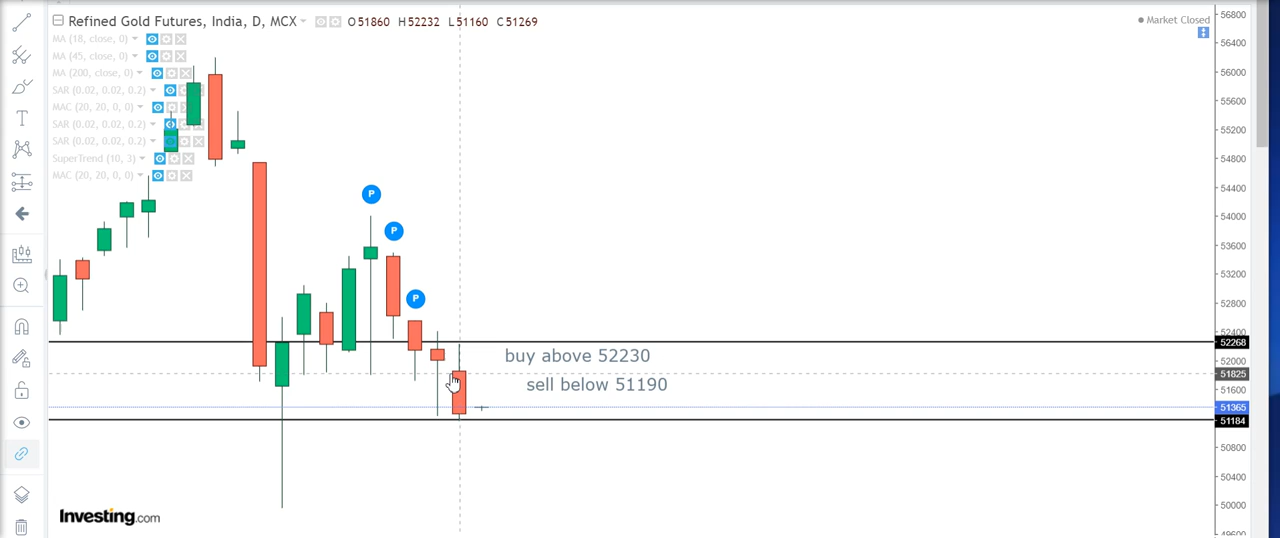 Refined Gold Futures, India, D, MCX O51860 H52232 L51160 C51269
Market Closed
MA (18, close, 0)
MA (45, close, 0)
MA (200, close, 0)
SAR (0.02, 0.02, 0.2)
MAC (20, 20, 0, 0)
SAR (0.02, 0.02, 0.2)
SAR (0.02, 0.02, 0.2)
SuperTrend (10, 3)
MAC (20, 20, 0, 0)
T
P
P
P
buy above 52230
sell below 51190
56800
56400
56000
55600
55200
54800
54400
54000
53600
53200
52800
52400
52268
52000
51825
51600
51365
51184
50800
50400
50000
49600
Investing.com